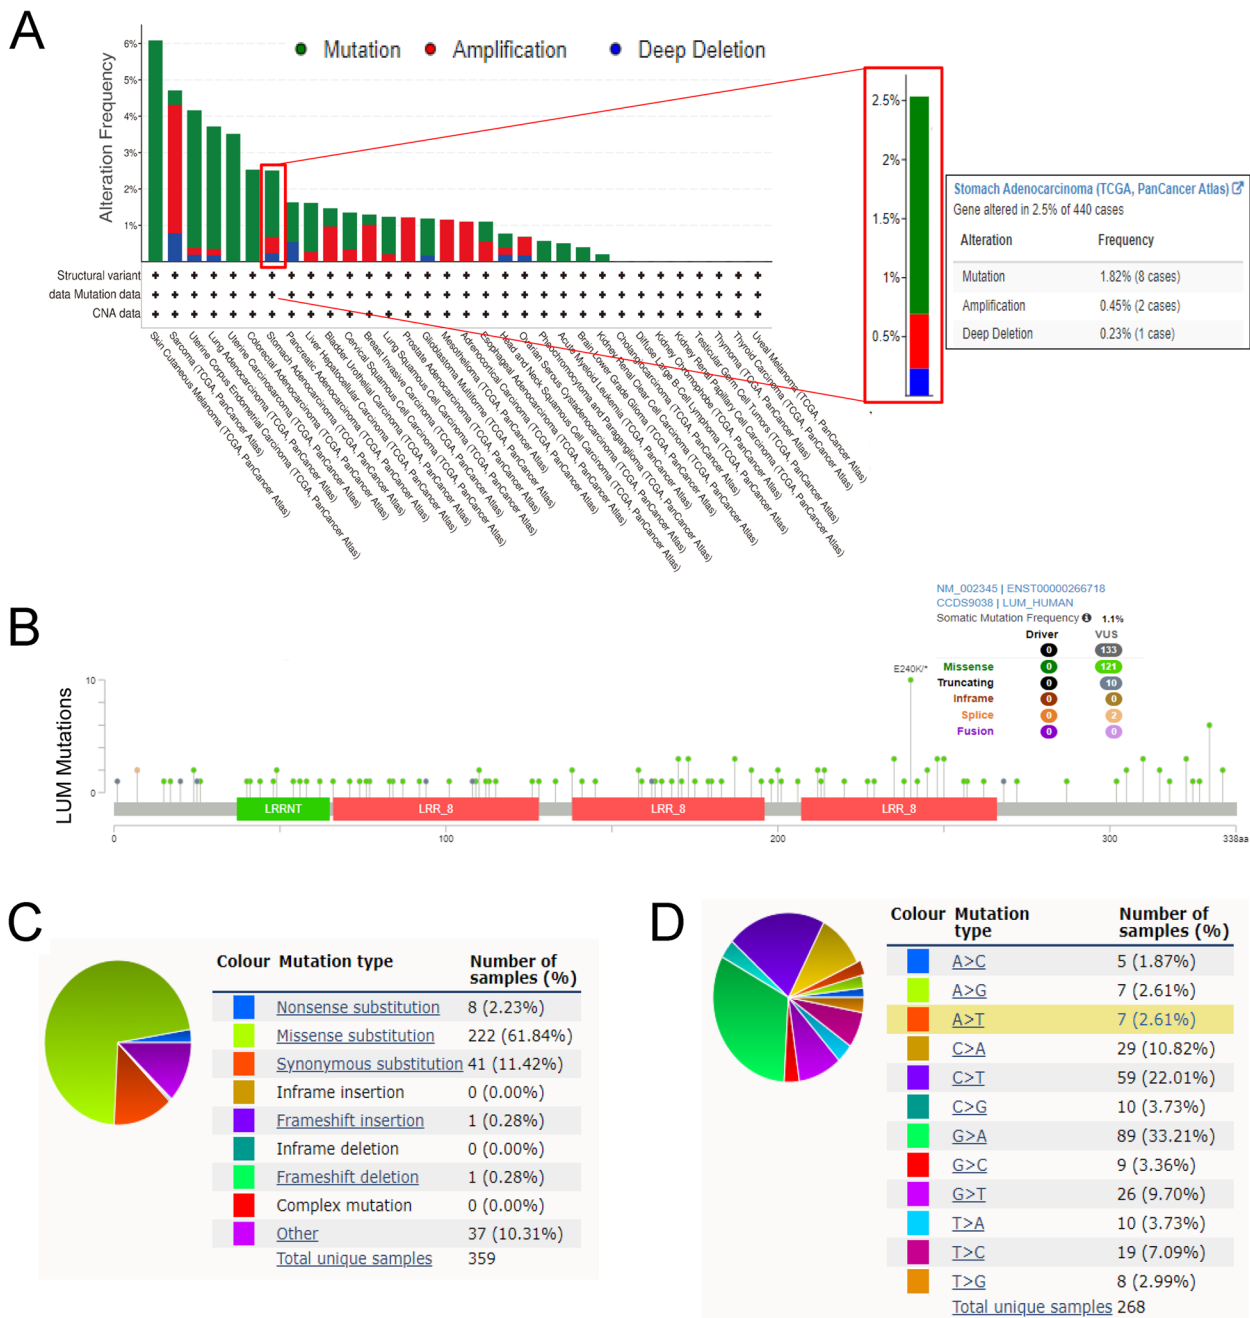 A
Mutation
Amplification
Deep Deletion
Alteration Frequency
6%
5%
4%
3%
2%
1%
Structural variant
data Mutation data
CNA data
Skin Cutaneous Melanoma (TCGA, PanCancer Atlas)
Sarcoma (TCGA, PanCancer Atlas)
Uterine Corpus Endometrial Carcinoma (TCGA, PanCancer Atlas)
Lung Adenocarcinoma (TCGA, PanCancer Atlas)
Uterine Carcinosarcoma (TCGA, PanCancer Atlas)
Colorectal Adenocarcinoma (TCGA, PanCancer Atlas)
Stomach Adenocarcinoma (TCGA, PanCancer Atlas)
Pancreatic Adenocarcinoma (TCGA, PanCancer Atlas)
Liver Hepatocellular Carcinoma (TCGA, PanCancer Atlas)
Bladder Urothelial Carcinoma (TCGA, PanCancer Atlas)
Cervical Squamous Cell Carcinoma (TCGA, PanCancer Atlas)
Breast Invasive Carcinoma (TCGA, PanCancer Atlas)
Lung Squamous Cell Carcinoma (TCGA, PanCancer Atlas)
Prostate Adenocarcinoma (TCGA, PanCancer Atlas)
Glioblastoma Multiforme (TCGA, PanCancer Atlas)
Mesothelioma (TCGA, PanCancer Atlas)
Adrenocortical Carcinoma (TCGA, PanCancer Atlas)
Esophageal Adenocarcinoma (TCGA, PanCancer Atlas)
Head and Neck Squamous Cell Carcinoma (TCGA, PanCancer Atlas)
Ovarian Serous Cystadenocarcinoma (TCGA, PanCancer Atlas)
Pheochromocytoma and Paraganglioma (TCGA, PanCancer Atlas)
Acute Myeloid Leukemia (TCGA, PanCancer Atlas)
Brain Lower Grade Glioma (TCGA, PanCancer Atlas)
Kidney Renal Clear Cell Carcinoma (TCGA, PanCancer Atlas)
Cholangiocarcinoma (TCGA, PanCancer Atlas)
Diffuse Large B-Cell Lymphoma (TCGA, PanCancer Atlas)
Kidney Chromophobe (TCGA, PanCancer Atlas)
Kidney Renal Papillary Cell Carcinoma (TCGA, PanCancer Atlas)
Testicular Germ Cell Tumors (TCGA, PanCancer Atlas)
Thymoma (TCGA, PanCancer Atlas)
Thyroid Carcinoma (TCGA, PanCancer Atlas)
Uveal Melanoma (TCGA, PanCancer Atlas)
2.5%
2%
1.5%
1%
0.5%
Stomach Adenocarcinoma (TCGA, PanCancer Atlas)
Gene altered in 2.5% of 440 cases
Alteration Frequency
Mutation 1.82% (8 cases)
Amplification 0.45% (2 cases)
Deep Deletion 0.23% (1 case)
B
NM_002345 | ENST00000266718
CCDS9038 | LUM_HUMAN
Somatic Mutation Frequency 1.1%
Driver VUS
0 133
Missense 0 121
Truncating 0 10
Inframe 0 0
Splice 0 2
Fusion 0 0
E240K/*
LUM Mutations
10
0
LRRNT
LRR_8
LRR_8
LRR_8
0 100 200 300 338aa
C
Colour Mutation type Number of
samples (%)
Nonsense substitution 8 (2.23%)
Missense substitution 222 (61.84%)
Synonymous substitution 41 (11.42%)
Inframe insertion 0 (0.00%)
Frameshift insertion 1 (0.28%)
Inframe deletion 0 (0.00%)
Frameshift deletion 1 (0.28%)
Complex mutation 0 (0.00%)
Other 37 (10.31%)
Total unique samples 359
D
Colour Mutation Number of
type samples (%)
A>C 5 (1.87%)
A>G 7 (2.61%)
A>T 7 (2.61%)
C>A 29 (10.82%)
C>T 59 (22.01%)
C>G 10 (3.73%)
G>A 89 (33.21%)
G>C 9 (3.36%)
G>T 26 (9.70%)
T>A 10 (3.73%)
T>C 19 (7.09%)
T>G 8 (2.99%)
Total unique samples 268